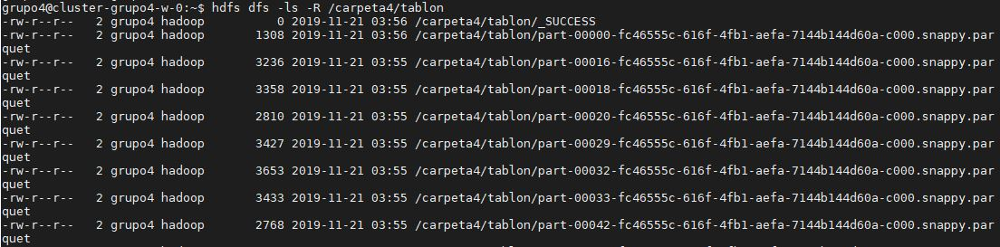 grupo4@cluster-grupo4-w-0:~$ hdfs dfs -ls -R /carpeta4/tablon
-rw-r--r--   2 grupo4 hadoop          0 2019-11-21 03:56 /carpeta4/tablon/_SUCCESS
-rw-r--r--   2 grupo4 hadoop       1308 2019-11-21 03:56 /carpeta4/tablon/part-00000-fc46555c-616f-4fb1-aefa-7144b144d60a-c000.snappy.par
quet
-rw-r--r--   2 grupo4 hadoop       3236 2019-11-21 03:55 /carpeta4/tablon/part-00016-fc46555c-616f-4fb1-aefa-7144b144d60a-c000.snappy.par
quet
-rw-r--r--   2 grupo4 hadoop       3358 2019-11-21 03:55 /carpeta4/tablon/part-00018-fc46555c-616f-4fb1-aefa-7144b144d60a-c000.snappy.par
quet
-rw-r--r--   2 grupo4 hadoop       2810 2019-11-21 03:55 /carpeta4/tablon/part-00020-fc46555c-616f-4fb1-aefa-7144b144d60a-c000.snappy.par
quet
-rw-r--r--   2 grupo4 hadoop       3427 2019-11-21 03:55 /carpeta4/tablon/part-00029-fc46555c-616f-4fb1-aefa-7144b144d60a-c000.snappy.par
quet
-rw-r--r--   2 grupo4 hadoop       3653 2019-11-21 03:55 /carpeta4/tablon/part-00032-fc46555c-616f-4fb1-aefa-7144b144d60a-c000.snappy.par
quet
-rw-r--r--   2 grupo4 hadoop       3433 2019-11-21 03:55 /carpeta4/tablon/part-00033-fc46555c-616f-4fb1-aefa-7144b144d60a-c000.snappy.par
quet
-rw-r--r--   2 grupo4 hadoop       2768 2019-11-21 03:55 /carpeta4/tablon/part-00042-fc46555c-616f-4fb1-aefa-7144b144d60a-c000.snappy.par
quet